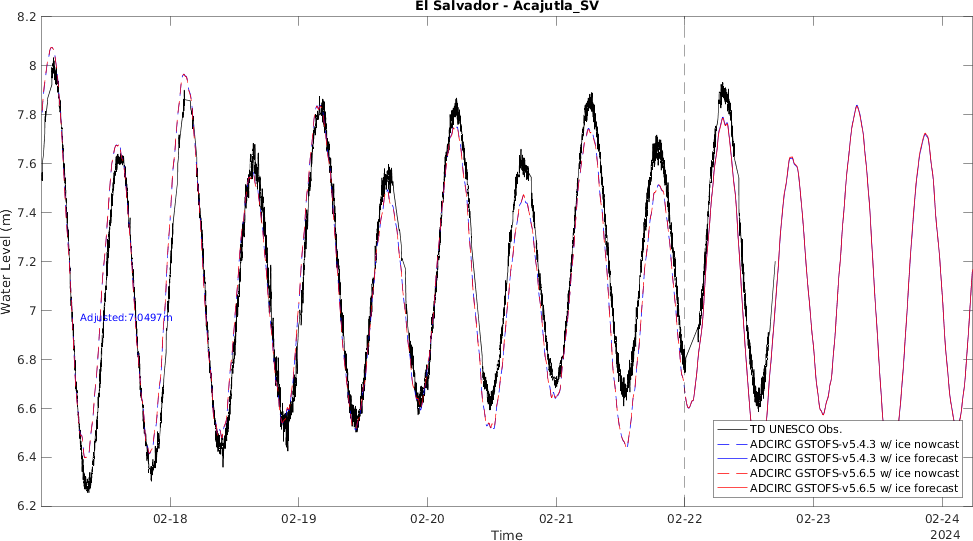 El Salvador - Acajutla_SV
8.2
8
7.8
7.6
7.4
7.2
7
6.8
6.6
6.4
6.2
Water Level (m)
Adjusted:7.0497m
TD UNESCO Obs.
ADCIRC GSTOFS-v5.4.3 w/ ice nowcast
ADCIRC GSTOFS-v5.4.3 w/ ice forecast
ADCIRC GSTOFS-v5.6.5 w/ ice nowcast
ADCIRC GSTOFS-v5.6.5 w/ ice forecast
02-18 02-19 02-20 02-21 02-22 02-23 02-24
Time 2024